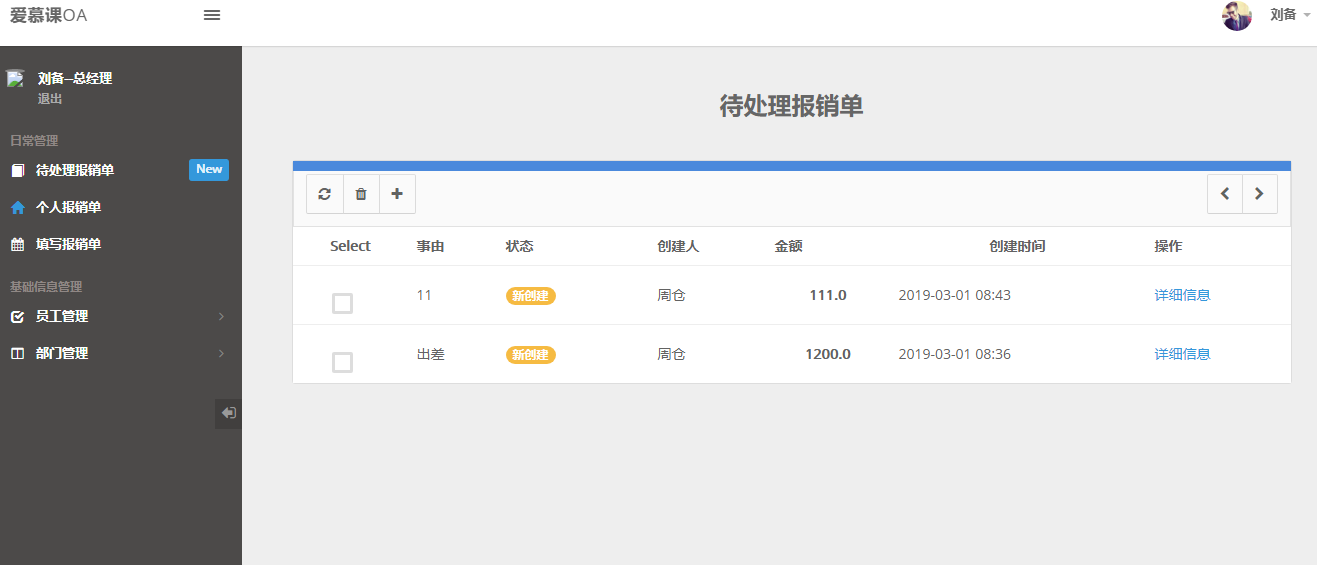 爱慕课OA
刘备
刘备--总经理
退出
日常管理
待处理报销单 New
个人报销单
填写报销单
基础信息管理
员工管理
部门管理
待处理报销单
Select 事由 状态 创建人 金额 创建时间 操作
11 新创建 周仓 111.0 2019-03-01 08:43 详细信息
出差 新创建 周仓 1200.0 2019-03-01 08:36 详细信息